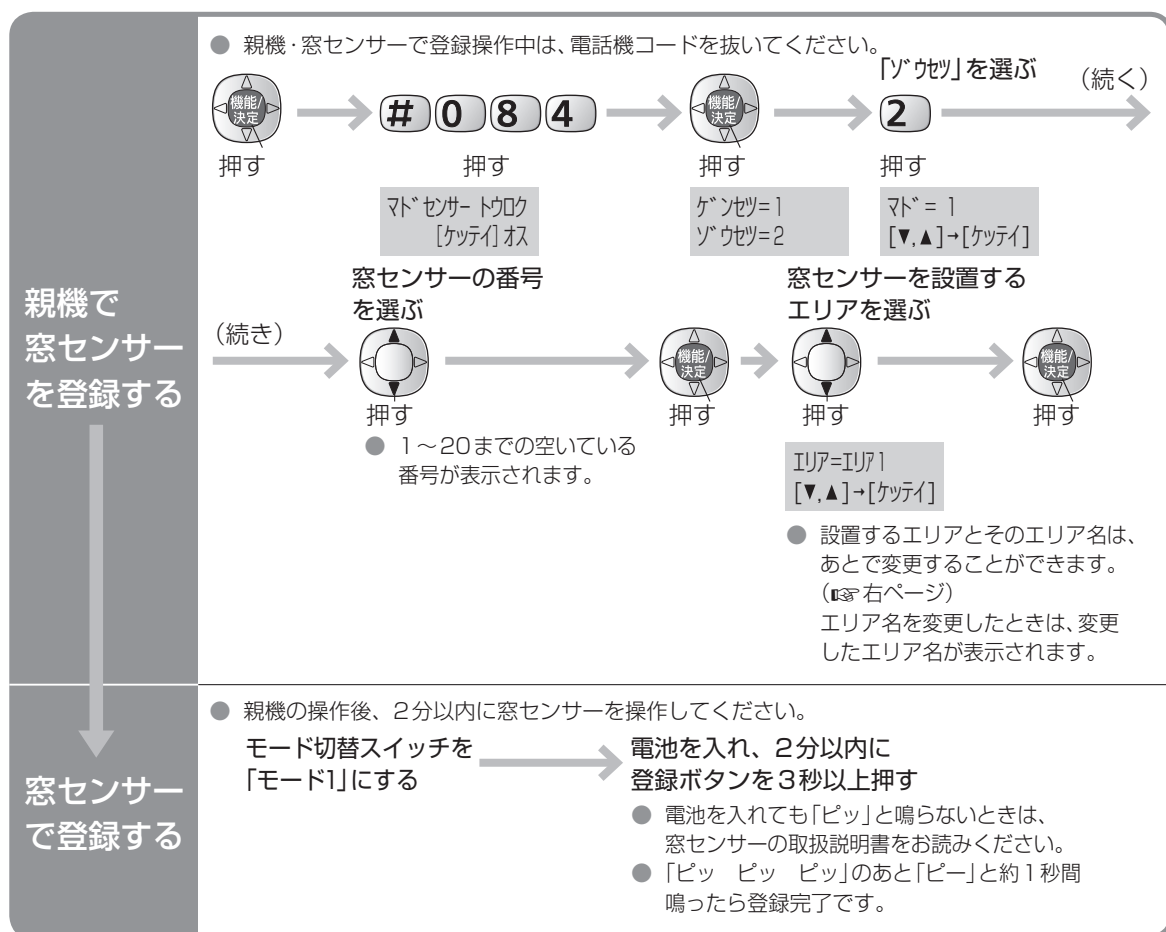 ● 親機・窓センサーで登録操作中は、電話機コードを抜いてください。
「ｿﾞｳｾﾂ」を選ぶ
(続く)
機能/決定
#084
機能/決定
2
押す
押す
押す
押す
ﾏﾄﾞｾﾝｻｰ ﾄｳﾛｸ
[ｹｯﾃｲ]ｵｽ
ｹﾞﾝｾﾂ=1
ｿﾞｳｾﾂ=2
ﾏﾄﾞ= 1
[▼,▲]→[ｹｯﾃｲ]
親機で
窓センサー
を登録する
(続き)
窓センサーの番号
を選ぶ
窓センサーを設置する
エリアを選ぶ
機能/決定
機能/決定
押す
押す
押す
押す
● 1～20までの空いている
番号が表示されます。
ｴﾘｱ=ｴﾘｱ1
[▼,▲]→[ｹｯﾃｲ]
● 設置するエリアとそのエリア名は、
あとで変更することができます。
(☞右ページ)
エリア名を変更したときは、変更
したエリア名が表示されます。
窓センサー
で登録する
● 親機の操作後、2分以内に窓センサーを操作してください。
モード切替スイッチを
「モード1」にする
電池を入れ、2分以内に
登録ボタンを3秒以上押す
● 電池を入れても「ピッ」と鳴らないときは、
窓センサーの取扱説明書をお読みください。
● 「ピッ　ピッ　ピッ」のあと「ピー」と約1秒間
鳴ったら登録完了です。